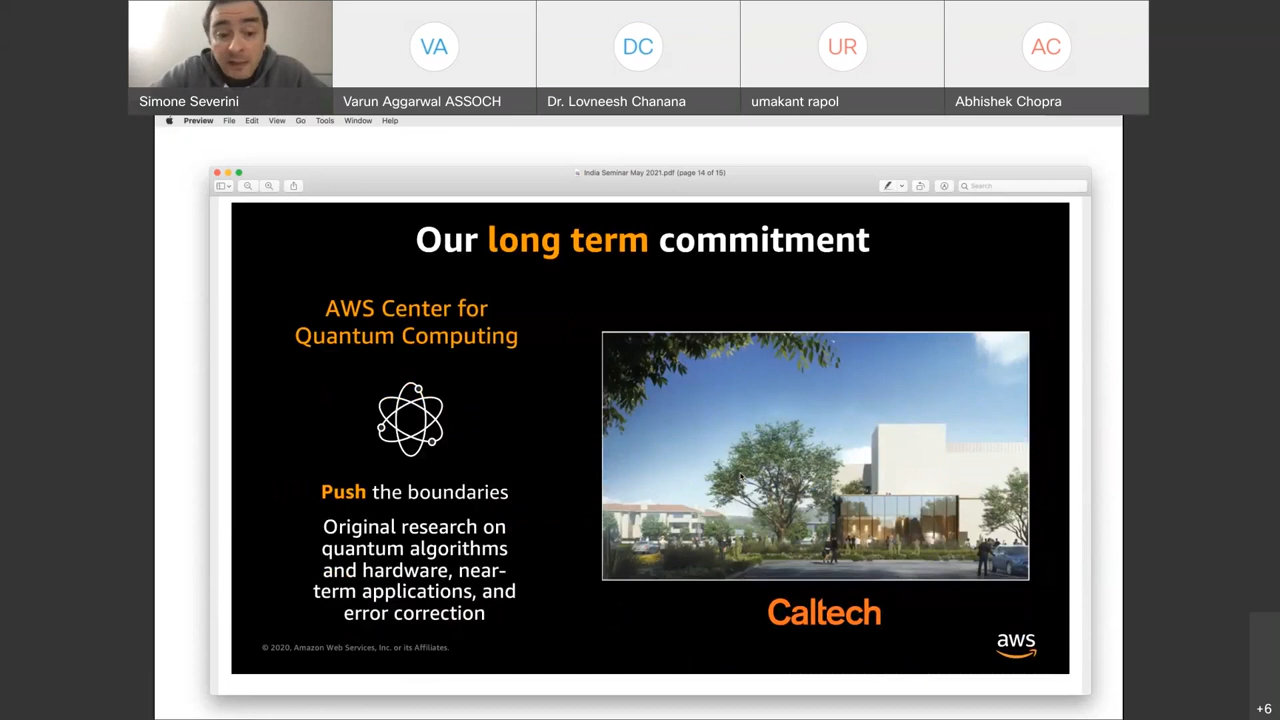 VA
DC
UR
AC
Simone Severini
Varun Aggarwal ASSOCH
Dr. Lovneesh Chanana
umakant rapol
Abhishek Chopra
Preview File Edit View Go Tools Window Help
India Seminar May 2021.pdf (page 14 of 15)
Search
Our long term commitment
AWS Center for
Quantum Computing
Push the boundaries
Original research on
quantum algorithms
and hardware, near-
term applications, and
error correction
Caltech
© 2020, Amazon Web Services, Inc. or its Affiliates.
aws
+6